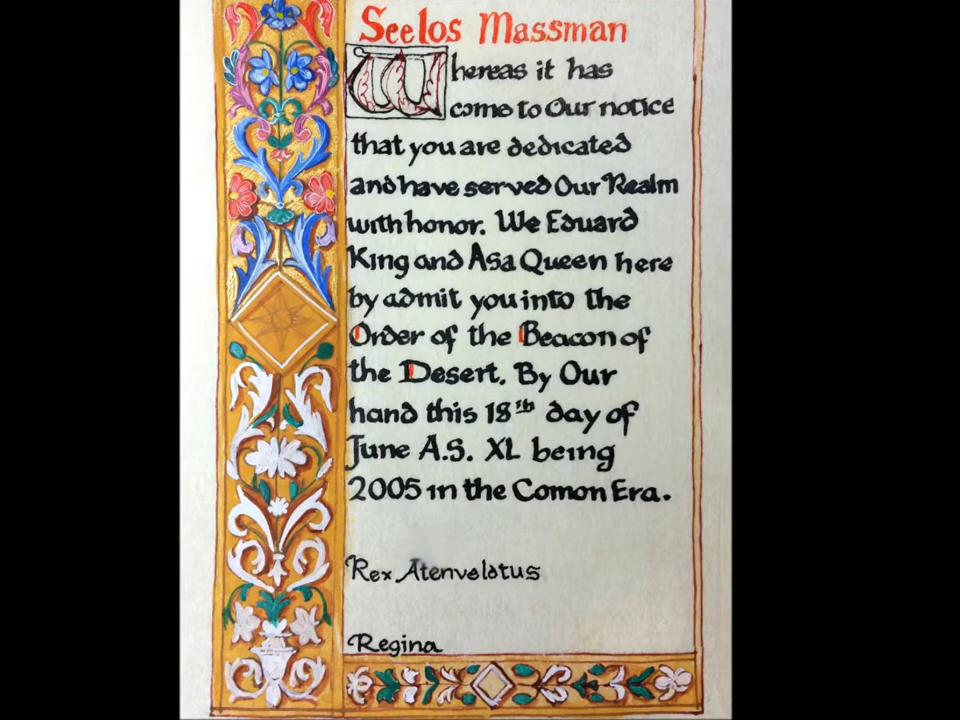 Seelos Massman
Whereas it has
come to Our notice
that you are dedicated
and have served Our Realm
with honor. We Eduard
King and Asa Queen here
by admit you into the
Order of the Beacon of
the Desert. By Our
hand this 18th day of
June A.S. XL being
2005 in the Comon Era.
Rex Atenveldtus
Regina